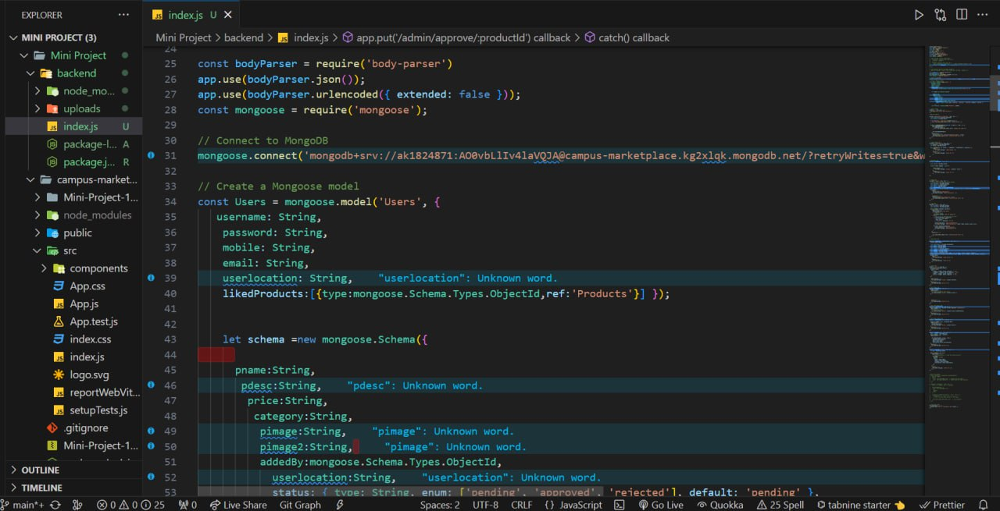 EXPLORER
MINI PROJECT (3)
Mini Project
backend
node_mo...
uploads
index.js U
package-l... A
package.j... R
campus-market...
Mini-Project-1...
node_modules
public
src
components
App.css
App.js
App.test.js
index.css
index.js
logo.svg
reportWebVit...
setupTests.js
.gitignore
Mini-Project-1...
OUTLINE
TIMELINE
index.js U
Mini Project > backend > index.js > app.put('/admin/approve/:productId') callback > catch() callback
24
25 const bodyParser = require('body-parser')
26 app.use(bodyParser.json());
27 app.use(bodyParser.urlencoded({ extended: false }));
28 const mongoose = require('mongoose');
29
30 // Connect to MongoDB
31 mongoose.connect('mongodb+srv://ak1824871:AO0vbLlIv4laVQJA@campus-marketplace.kg2xlqk.mongodb.net/?retryWrites=true&w
32
33 // Create a Mongoose model
34 const Users = mongoose.model('Users', {
35 username: String,
36 password: String,
37 mobile: String,
38 email: String,
39 userlocation: String, "userlocation": Unknown word.
40 likedProducts:[{type:mongoose.Schema.Types.ObjectId,ref:'Products'}] });
41
42
43 let schema =new mongoose.Schema({
44
45 pname:String,
46 pdesc:String, "pdesc": Unknown word.
47 price:String,
48 category:String,
49 pimage:String, "pimage": Unknown word.
50 pimage2:String, "pimage": Unknown word.
51 addedBy:mongoose.Schema.Types.ObjectId,
52 userlocation:String, "userlocation": Unknown word.
53 status: { type: String, enum: ['pending', 'approved', 'rejected'], default: 'pending' },
main*+ 0 0 25 0 Live Share Git Graph Spaces: 2 UTF-8 CRLF {} JavaScript Go Live Quokka 25 Spell tabnine starter Prettier